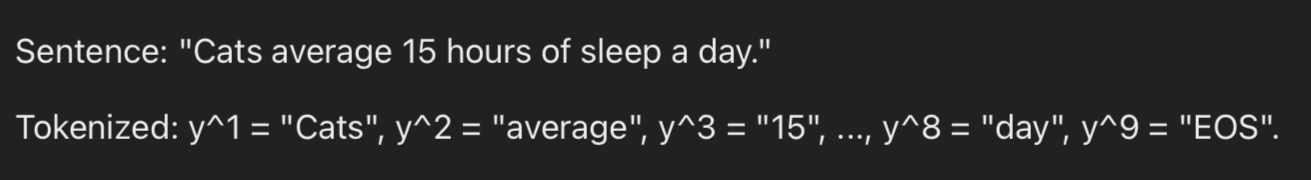 Sentence: "Cats average 15 hours of sleep a day."
Tokenized: y^1 = "Cats", y^2 = "average", y^3 = "15", ..., y^8 = "day", y^9 = "EOS".